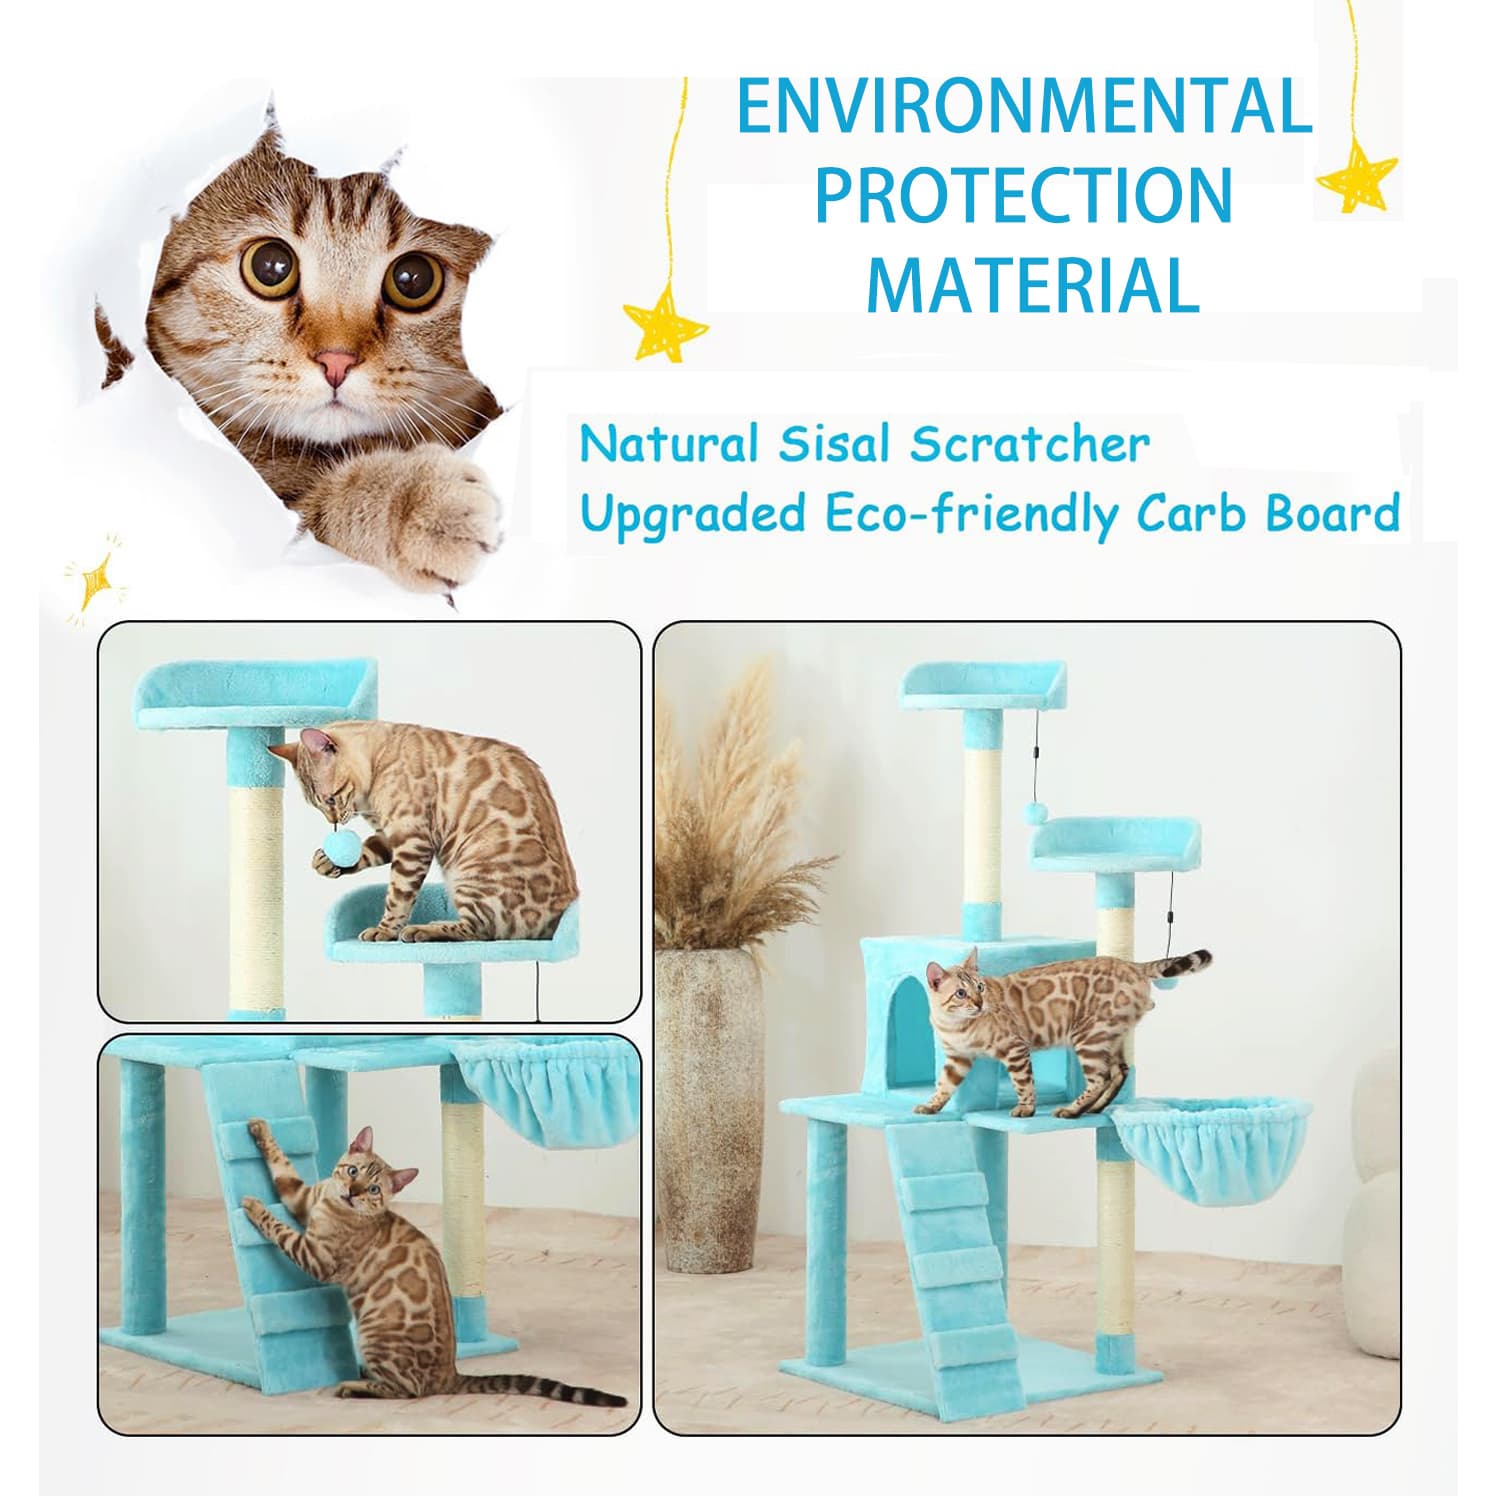 ENVIRONMENTAL
PROTECTION
MATERIAL
Natural Sisal Scratcher
Upgraded Eco-friendly Carb Board